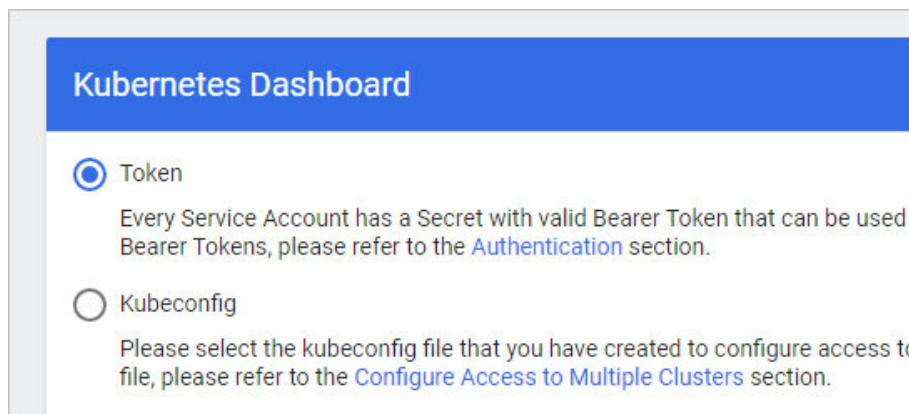 Kubernetes Dashboard
Token
Every Service Account has a Secret with valid Bearer Token that can be used
Bearer Tokens, please refer to the Authentication section.
Kubeconfig
Please select the kubeconfig file that you have created to configure access to
file, please refer to the Configure Access to Multiple Clusters section.